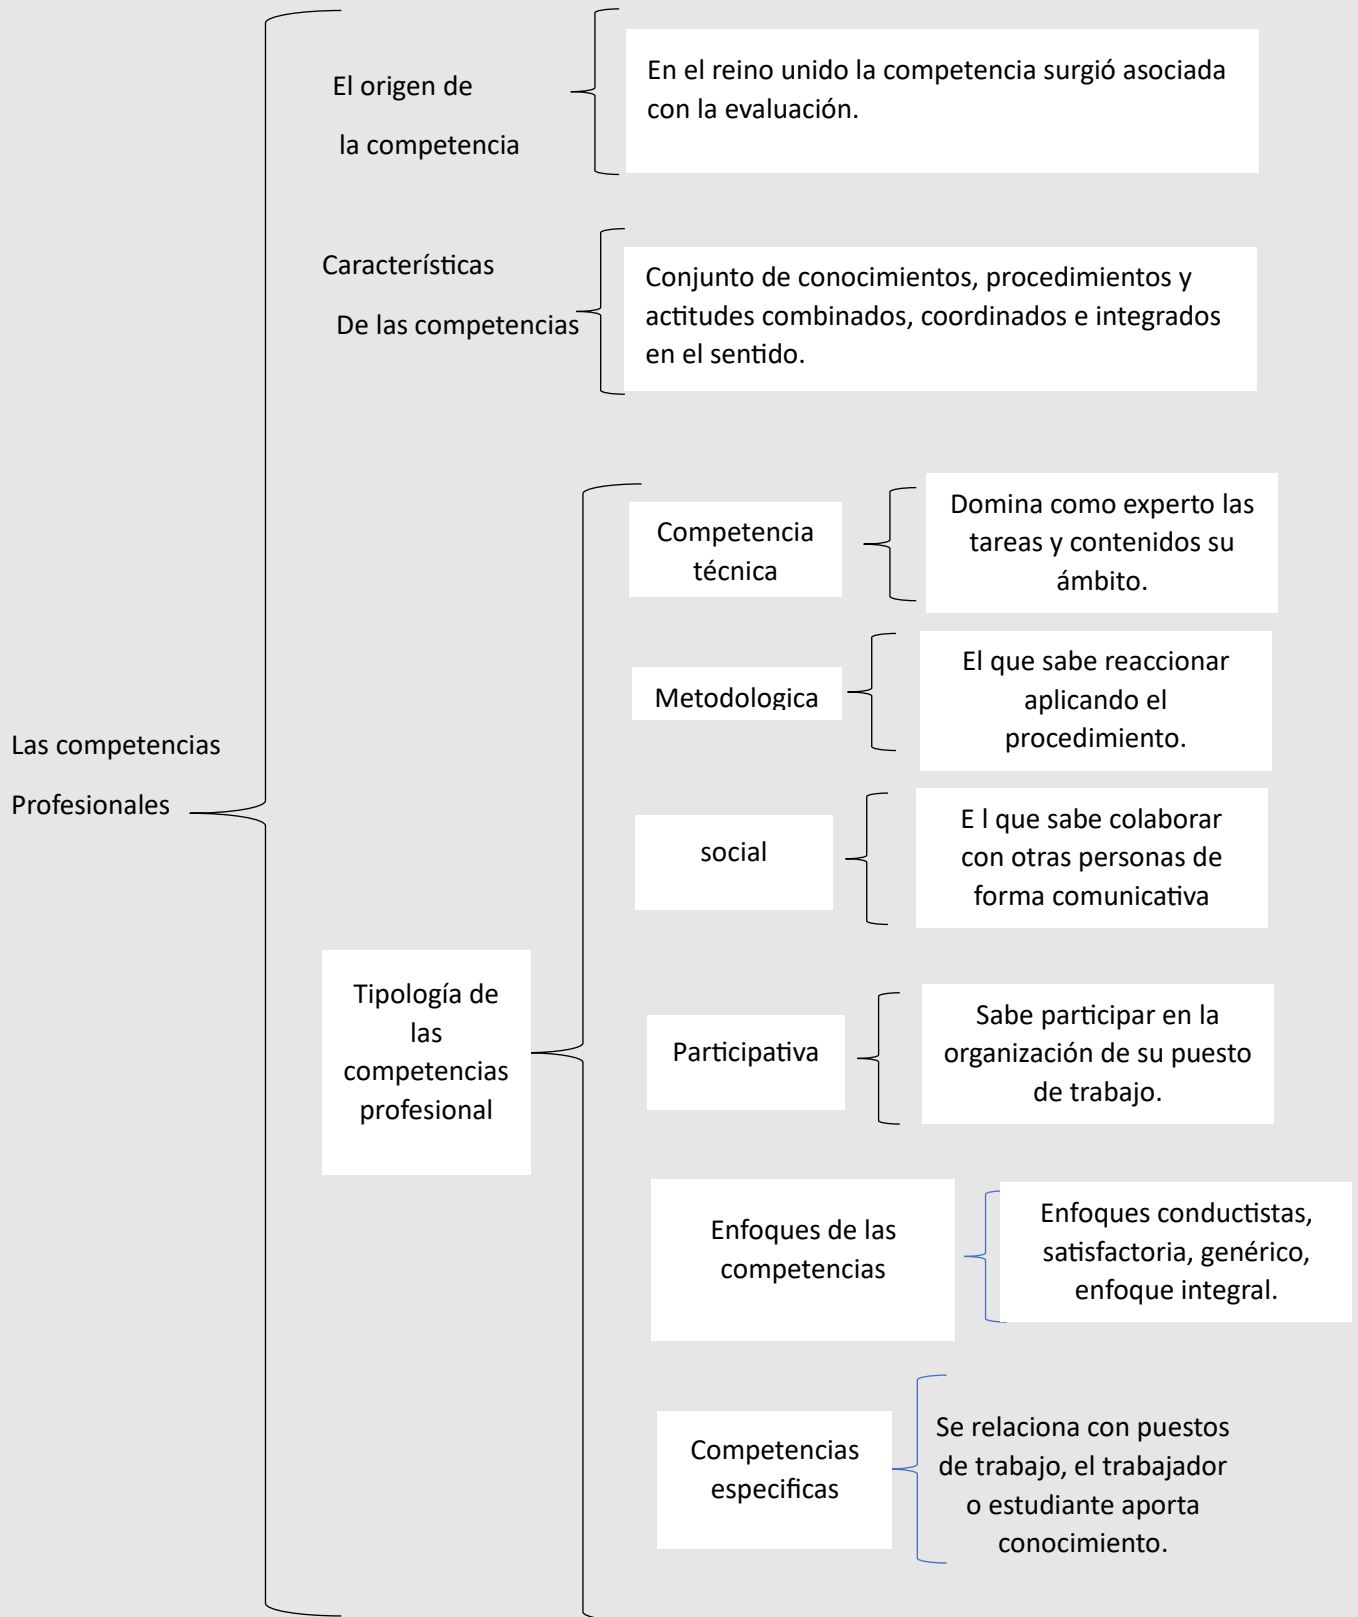 El origen de
la competencia
En el reino unido la competencia surgió asociada
con la evaluación.
Característícas
De las competencias
Conjunto de conocimientos, procedimientos y
actitudes combinados, coordinados e integrados
en el sentido.
Las competencias
Profesionales
Tipología de
las
competencias
profesional
Competencia
técnica
Domina como experto las
tareas y contenidos su
ámbito.
Metodologica
El que sabe reaccionar
aplicando el
procedimiento.
social
E l que sabe colaborar
con otras personas de
forma comunicativa
Participativa
Sabe participar en la
organización de su puesto
de trabajo.
Enfoques de las
competencias
Enfoques conductistas,
satisfactoria, genérico,
enfoque integral.
Competencias
especificas
Se relaciona con puestos
de trabajo, el trabajador
o estudiante aporta
conocimiento.